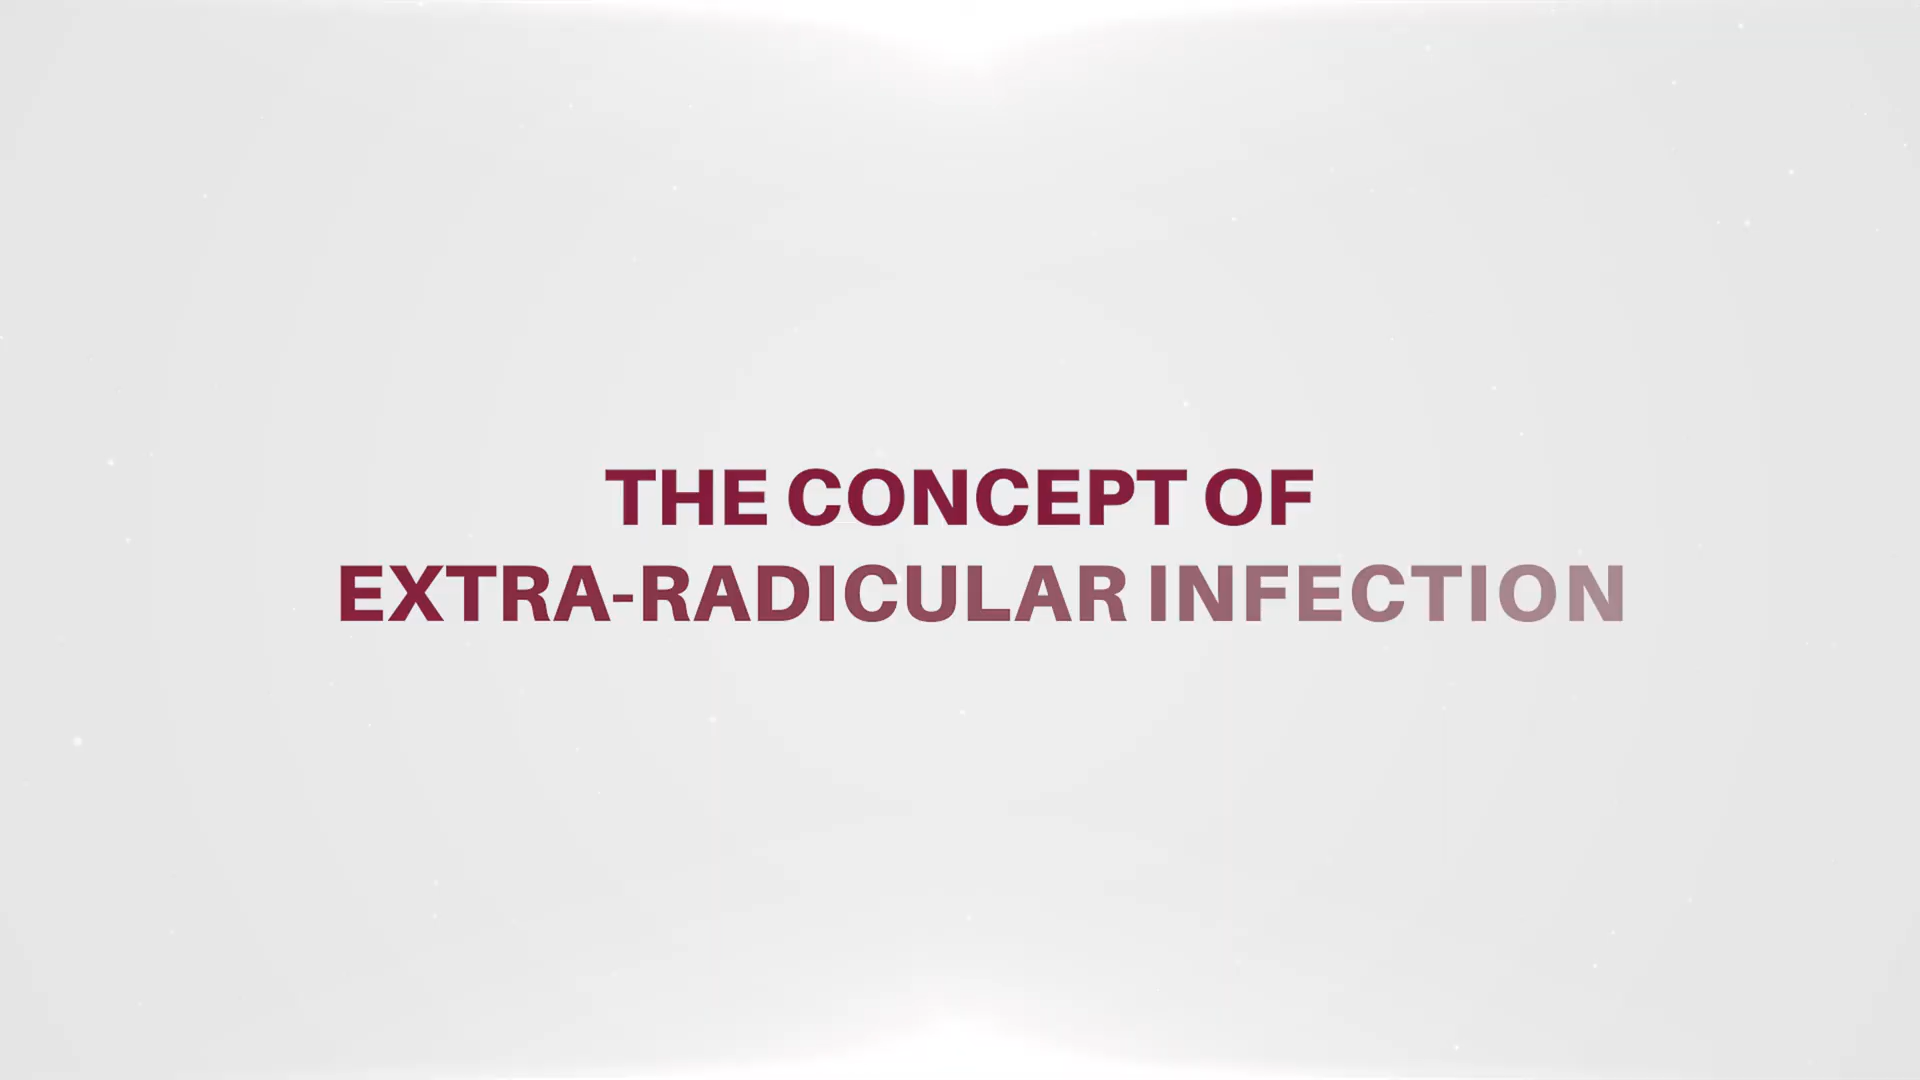 THE CONCEPT OF
EXTRA-RADICULAR INFECTION